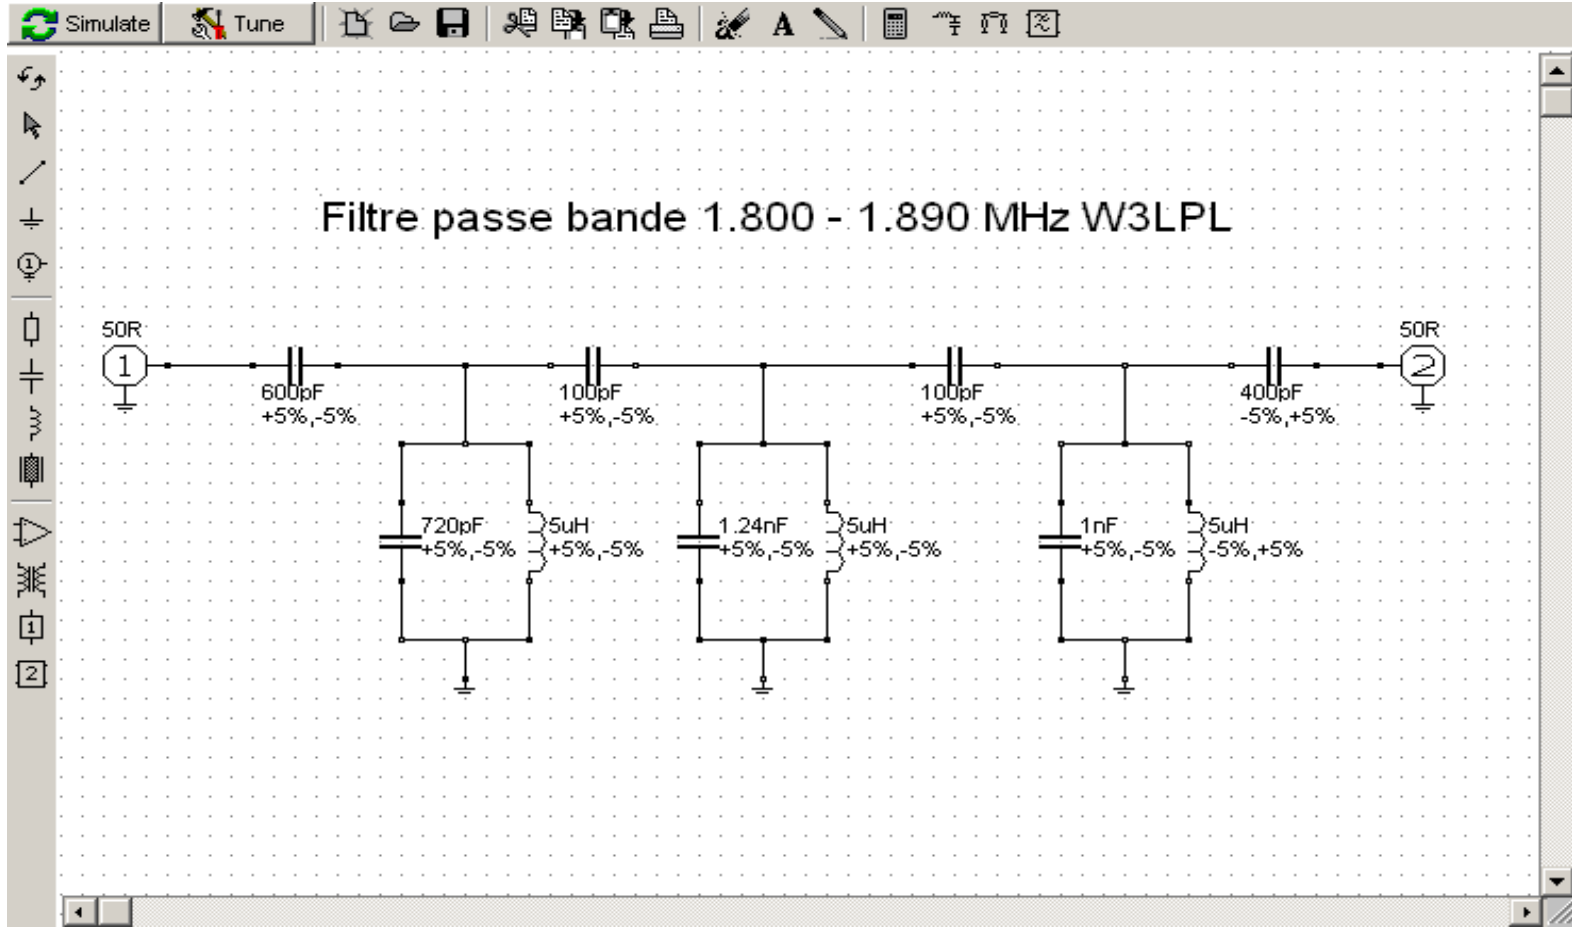 Simulate Tune A
Filtre passe bande 1.800 - 1.890 MHz W3LPL
1
50R 50R
1 2
600pF 100pF 100pF 400pF
+5%,-5% +5%,-5% +5%,-5% -5%,+5%
720pF 5uH 1.24nF 5uH 1nF 5uH
+5%,-5% +5%,-5% +5%,-5% +5%,-5% +5%,-5% -5%,+5%
1
2